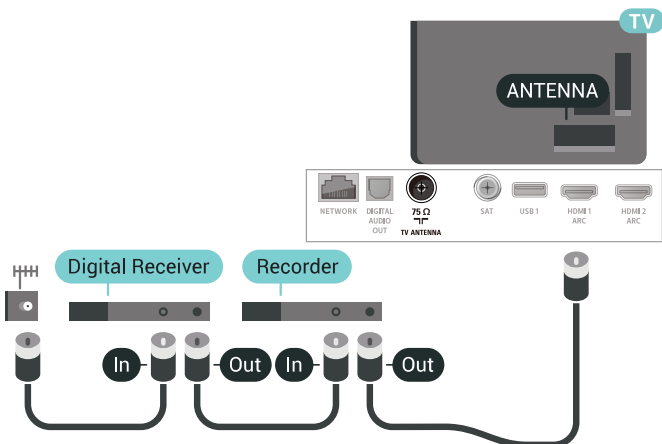 TV
ANTENNA
NETWORK
DIGITAL
AUDIO
OUT
75 Ω
TV ANTENNA
SAT
USB 1
HDMI 1
ARC
HDMI 2
ARC
Digital Receiver
Recorder
In
Out
In
Out